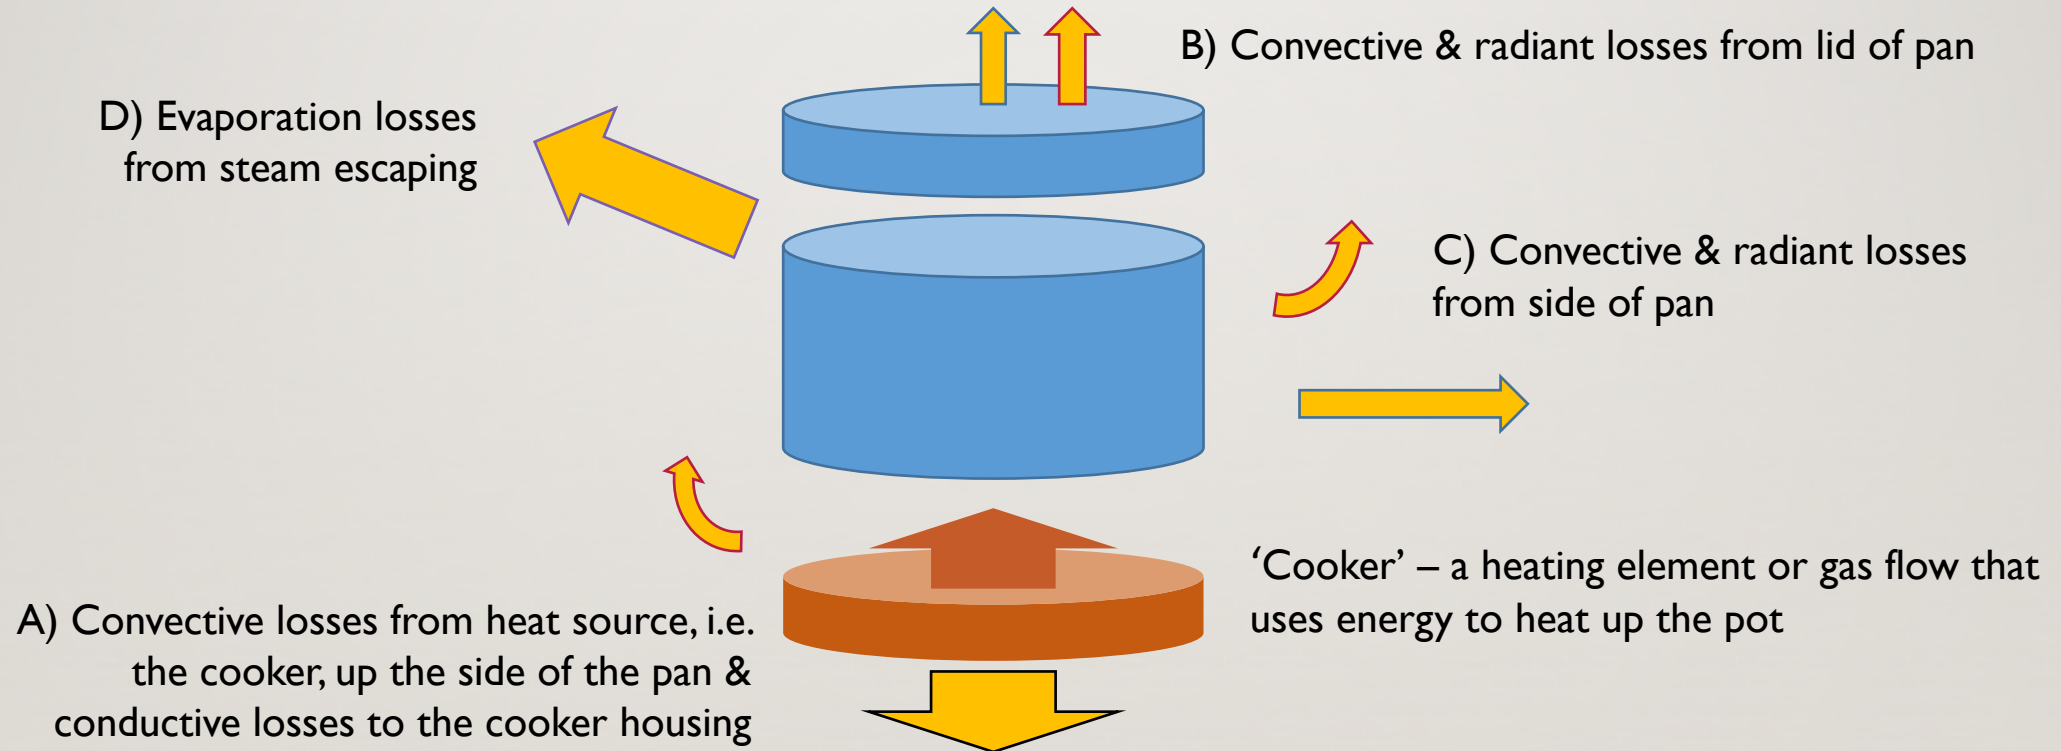 B) Convective & radiant losses from lid of pan
D) Evaporation losses
from steam escaping
C) Convective & radiant losses
from side of pan
‘Cooker’ – a heating element or gas flow that
uses energy to heat up the pot
A) Convective losses from heat source, i.e.
the cooker, up the side of the pan &
conductive losses to the cooker housing